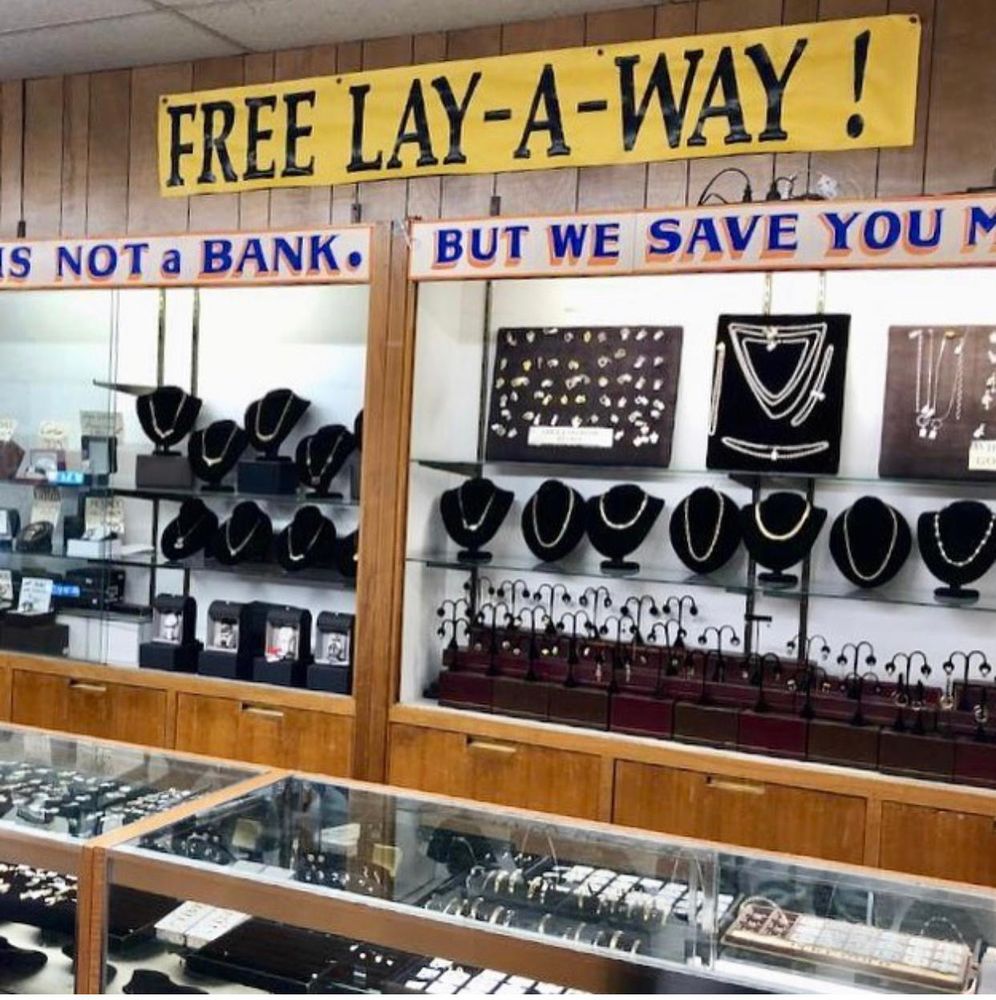 FREE LAY-A-WAY !
IS NOT a BANK.
BUT WE SAVE YOU M